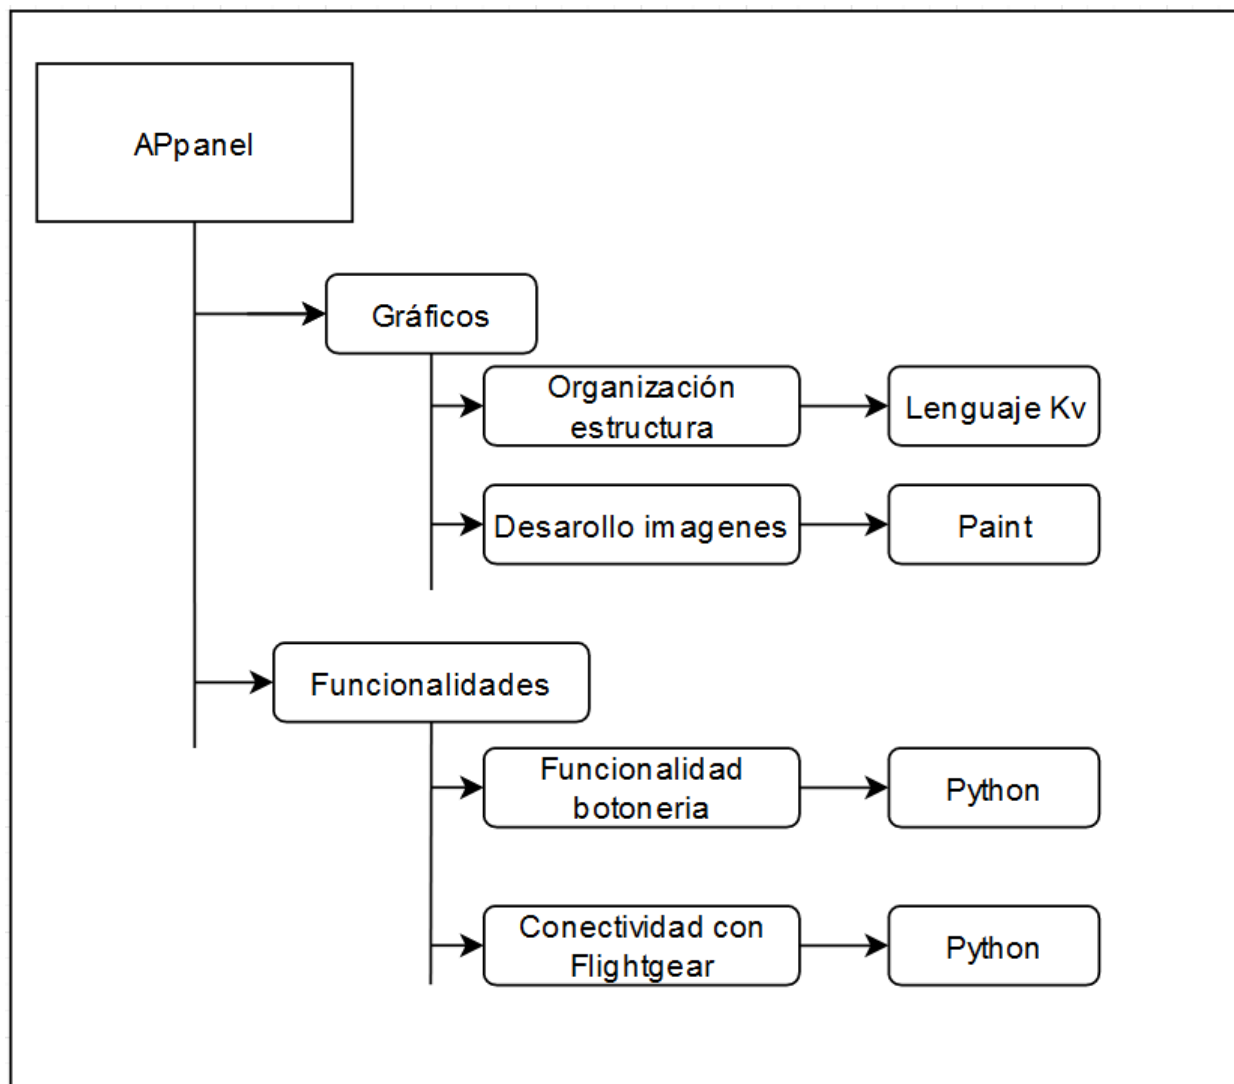 APpanel
Gráficos
Organización
estructura
Lenguaje Kv
Desarollo imagenes
Paint
Funcionalidades
Funcionalidad
botoneria
Python
Conectividad con
Flightgear
Python